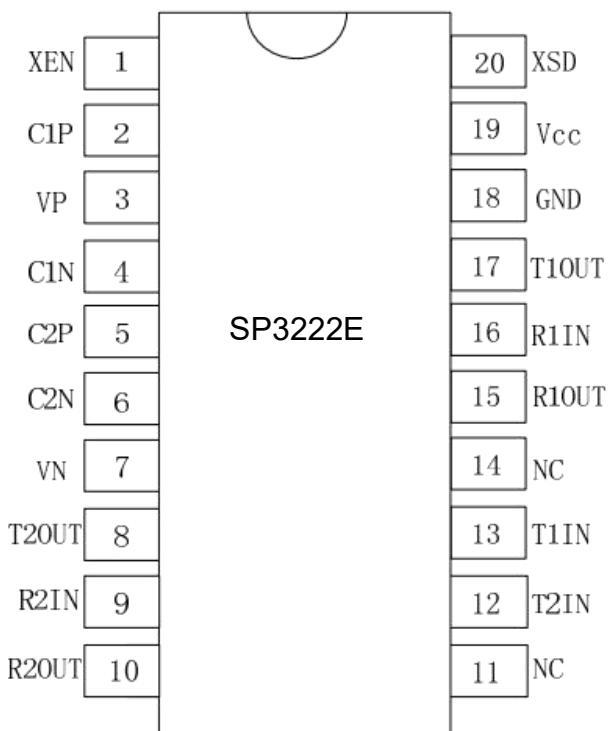 XEN 1 20 XSD
C1P 2 19 Vcc
VP 3 18 GND
C1N 4 17 T1OUT
C2P 5 SP3222E 16 R1IN
C2N 6 15 R1OUT
VN 7 14 NC
T2OUT 8 13 T1IN
R2IN 9 12 T2IN
R2OUT 10 11 NC